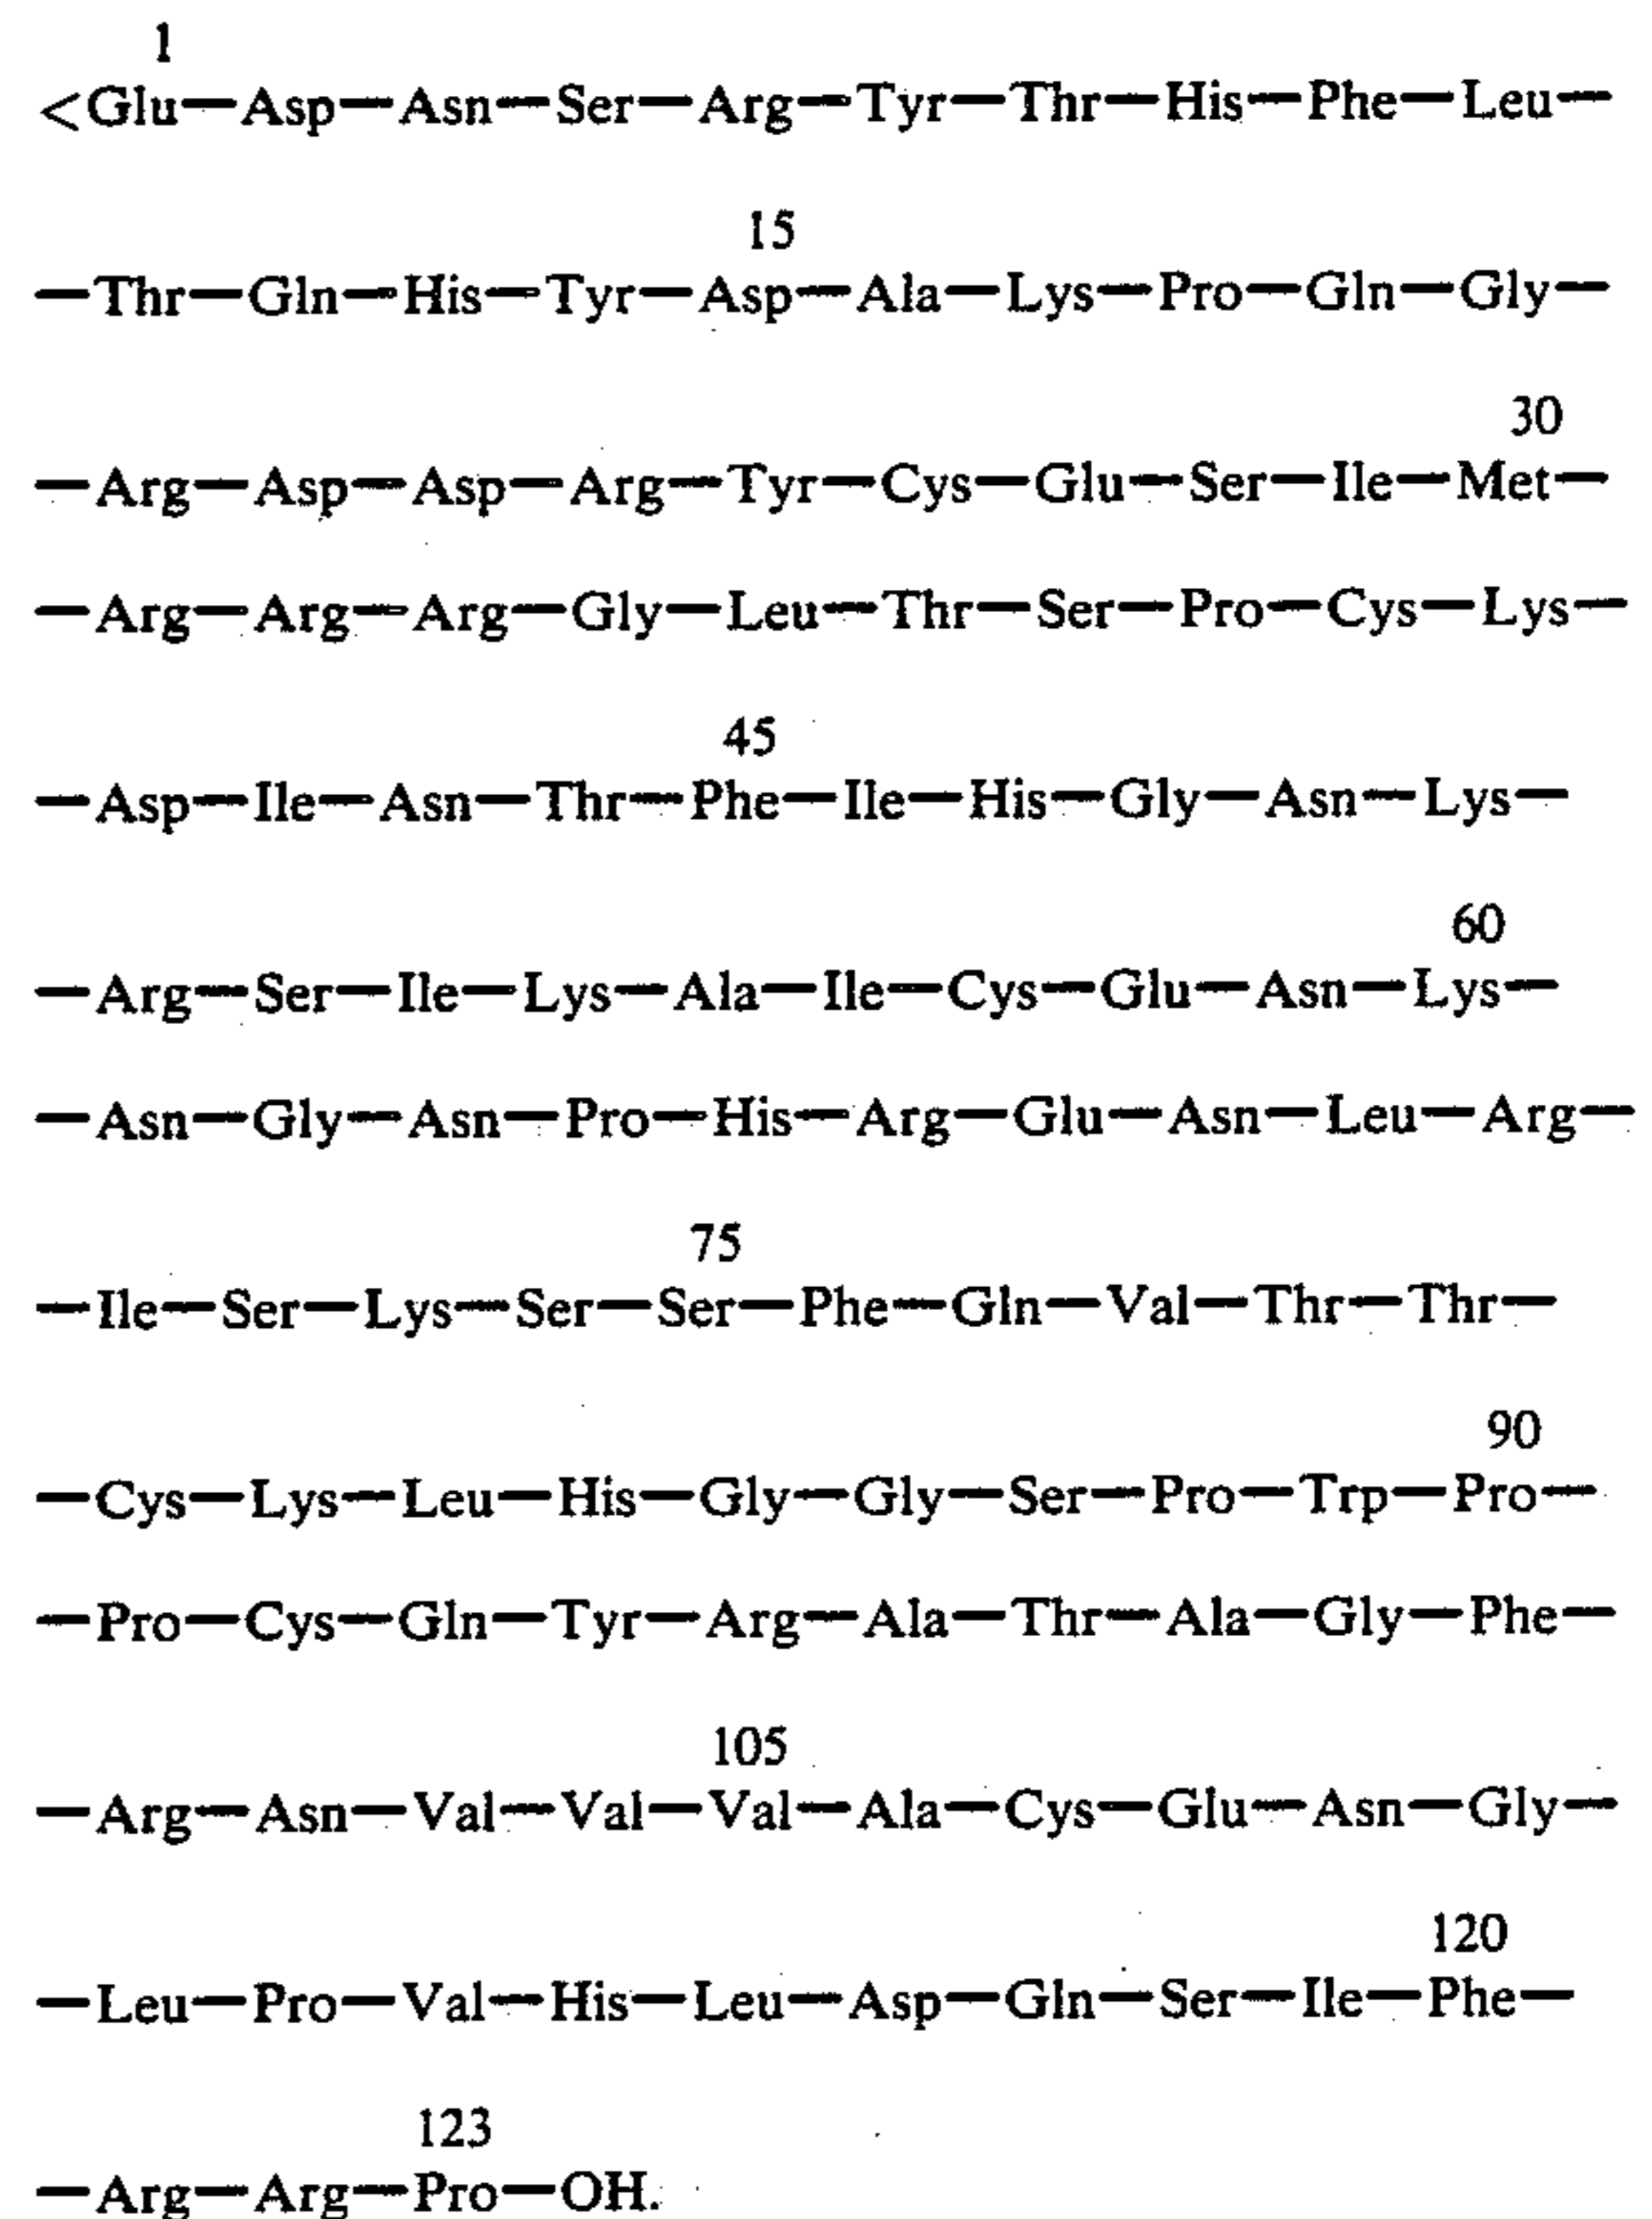 1
<Glu—Asp—Asn—Ser—Arg—Tyr—Thr—His—Phe—Leu—
15
—Thr—Gln—His—Tyr—Asp—Ala—Lys—Pro—Gln—Gly—
30
—Arg—Asp—Asp—Arg—Tyr—Cys—Glu—Ser—Ile—Met—
—Arg—Arg—Arg—Gly—Leu—Thr—Ser—Pro—Cys—Lys—
45
—Asp—Ile—Asn—Thr—Phe—Ile—His—Gly—Asn—Lys—
60
—Arg—Ser—Ile—Lys—Ala—Ile—Cys—Glu—Asn—Lys—
—Asn—Gly—Asn—Pro—His—Arg—Glu—Asn—Leu—Arg—
75
—Ile—Ser—Lys—Ser—Ser—Phe—Gln—Val—Thr—Thr—
90
—Cys—Lys—Leu—His—Gly—Gly—Ser—Pro—Trp—Pro—
—Pro—Cys—Gln—Tyr—Arg—Ala—Thr—Ala—Gly—Phe—
105
—Arg—Asn—Val—Val—Val—Ala—Cys—Glu—Asn—Gly—
120
—Leu—Pro—Val—His—Leu—Asp—Gln—Ser—Ile—Phe—
123
—Arg—Arg—Pro—OH.